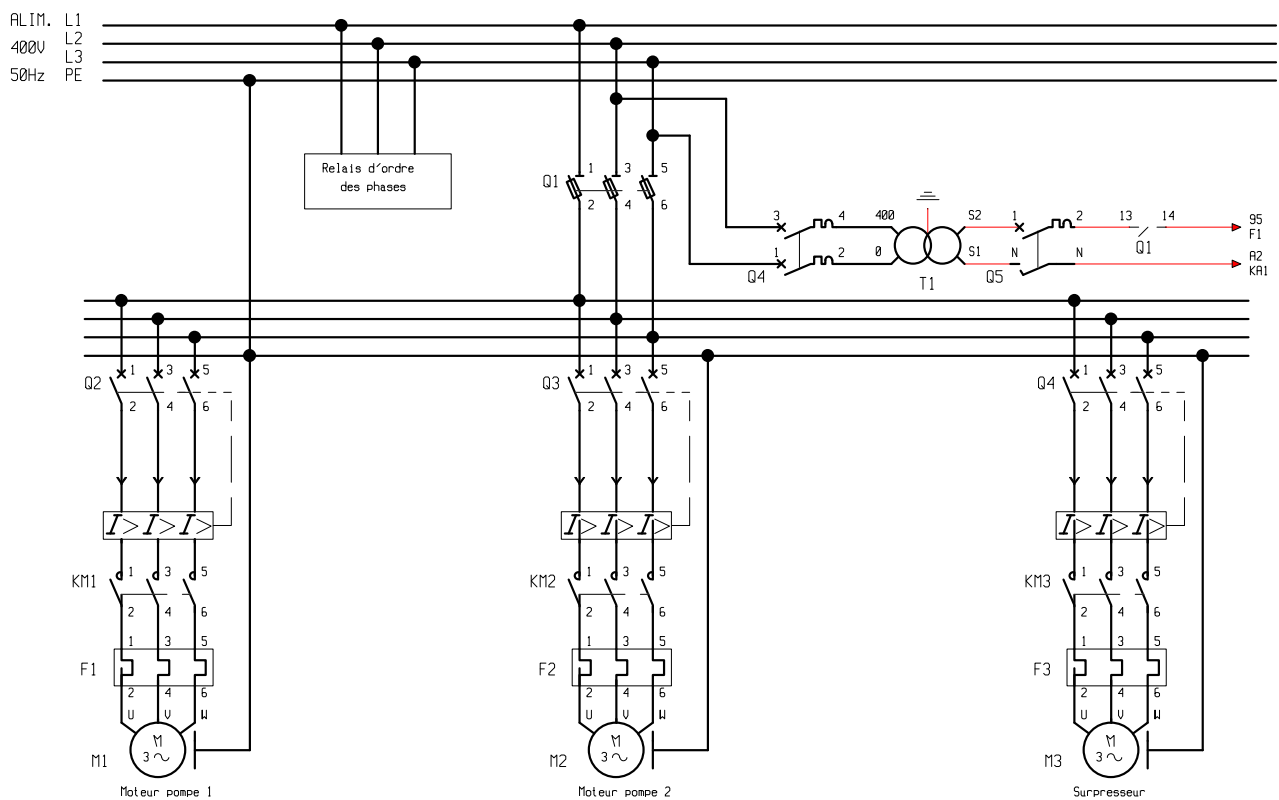 ALIM. L1
400V L2
L3
50Hz PE
Relais d'ordre
des phases
Q1 1 3 5
2 4 6
3 4 400 S2 1 2 13 14 95
F1
Q1
1 2 0 S1 N N A2
KA1
Q4 T1 Q5
Q2 1 3 5
2 4 6
Q3 1 3 5
2 4 6
Q4 1 3 5
2 4 6
I> I> I>
I> I> I>
I> I> I>
KM1 1 3 5
2 4 6
KM2 1 3 5
2 4 6
KM3 1 3 5
2 4 6
F1 1 3 5
2 4 6
F2 1 3 5
2 4 6
F3 1 3 5
2 4 6
U V W
U V W
U V W
M1 M
3~
M2 M
3~
M3 M
3~
Moteur pompe 1
Moteur pompe 2
Surpresseur